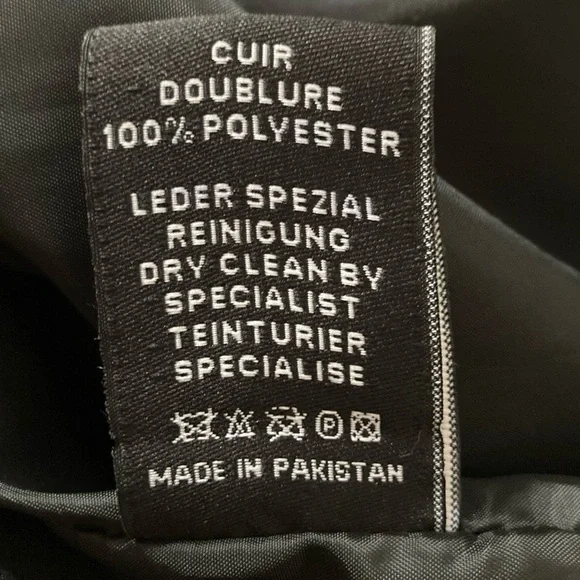 CUIR
DOUBLURE
100% POLYESTER
LEDER SPEZIAL
REINIGUNG
DRY CLEAN BY
SPECIALIST
TEINTURIER
SPECIALISE
P
MADE IN PAKISTAN